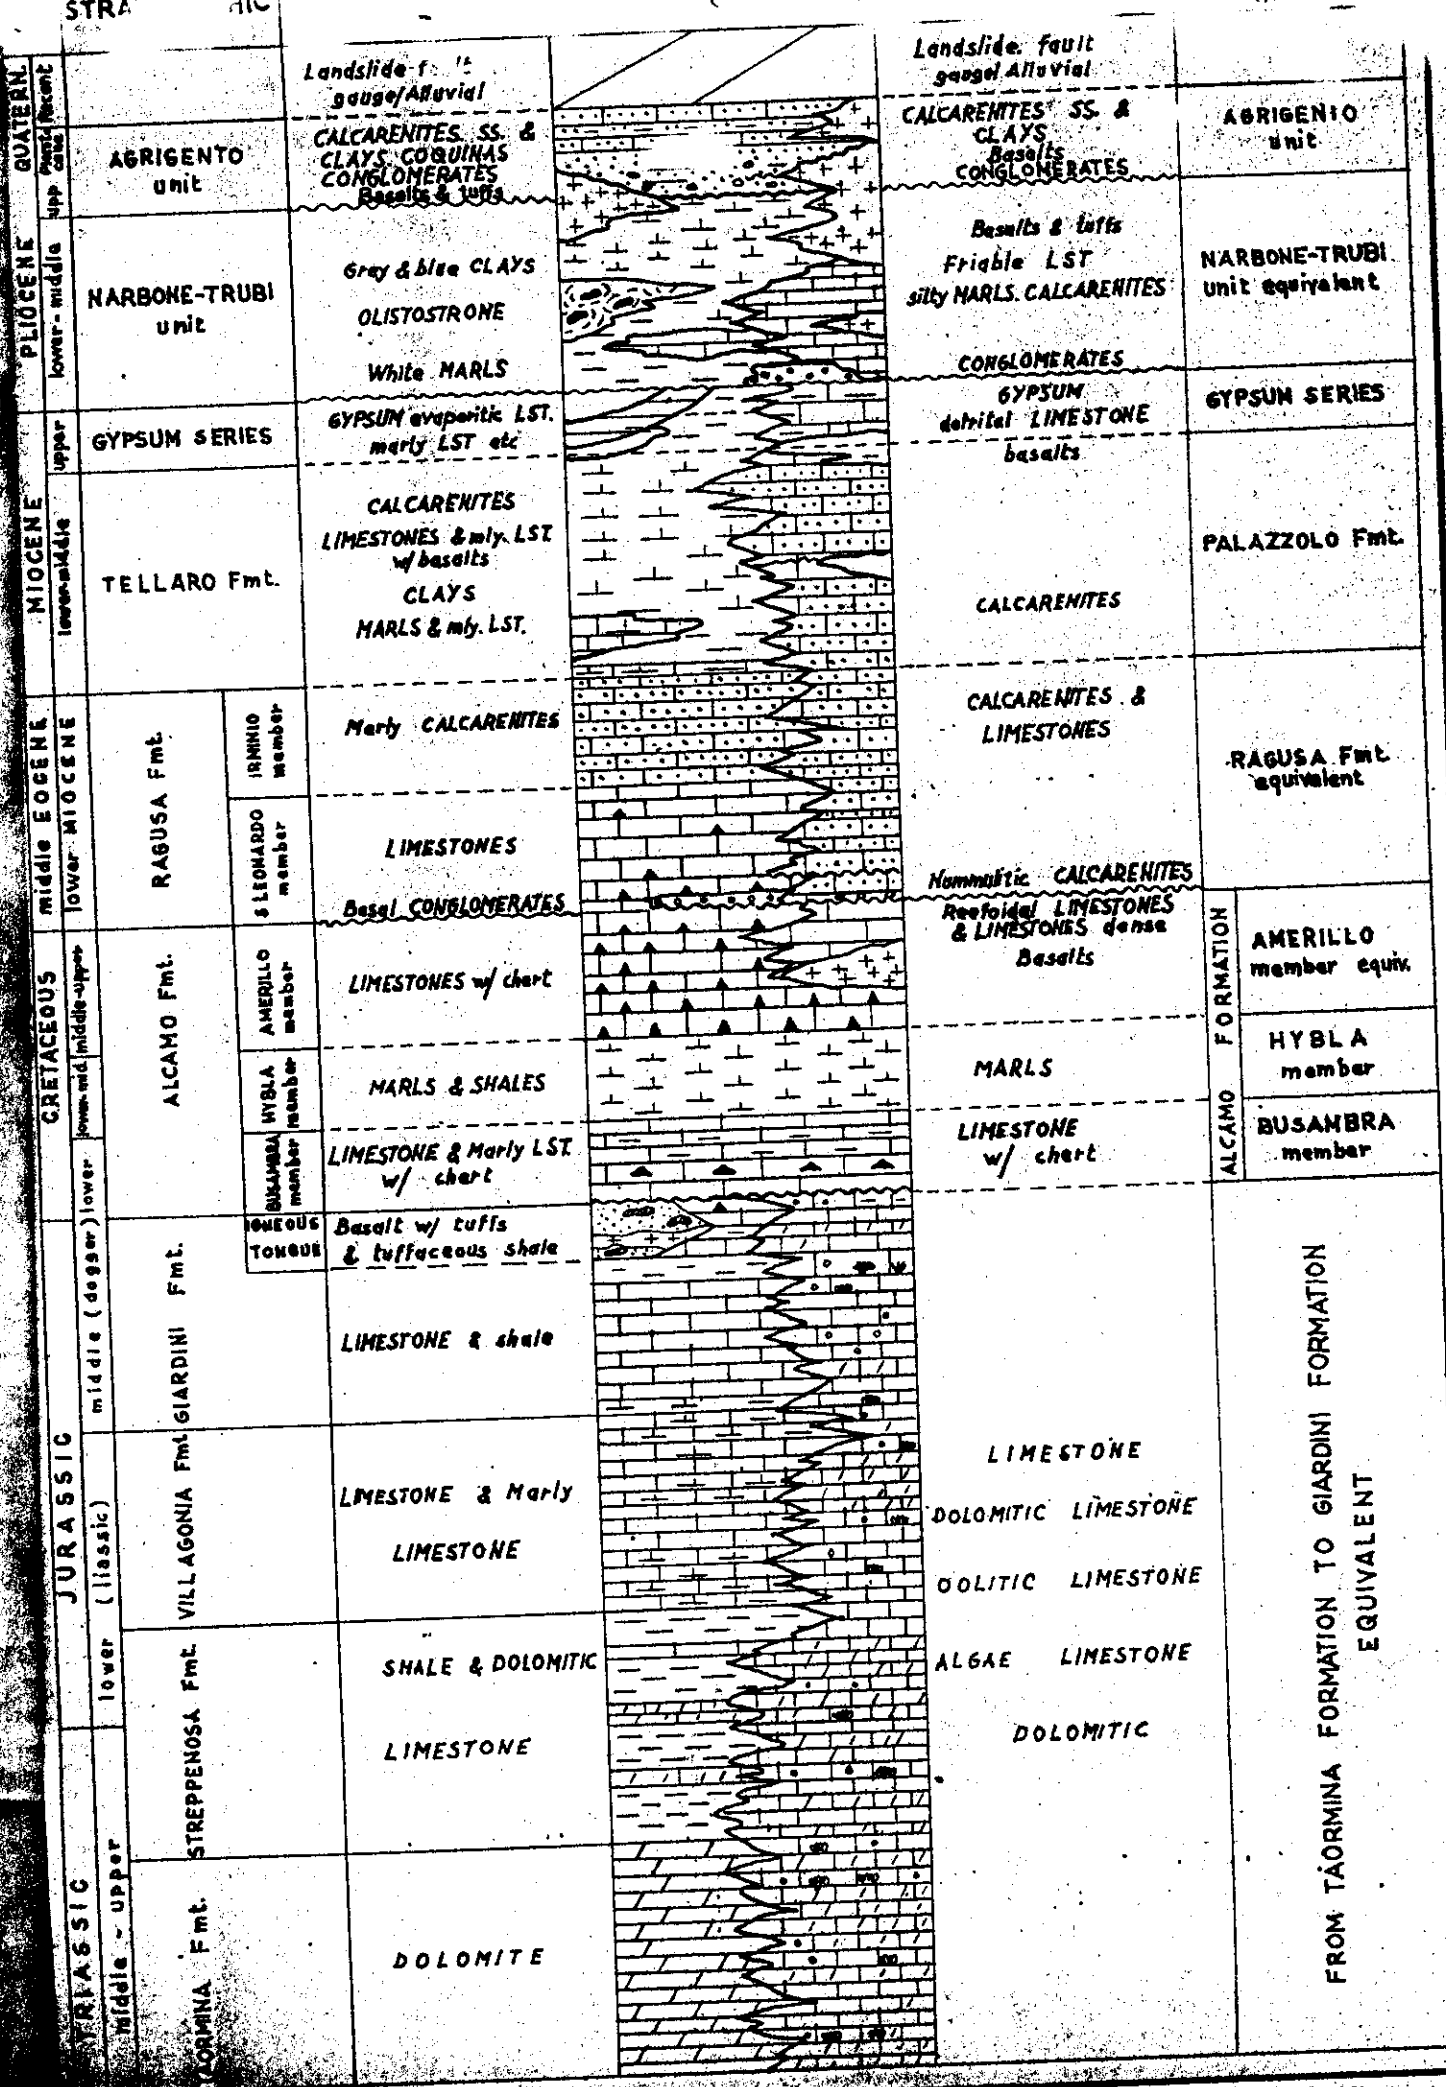 QUATERN.
Recent
upp
PLIOCENE
lower-middle
MIOCENE
upper
lower-middle
middle EOCENE
lower MIOCENE
CRETACEOUS
middle-upper
JURASSIC
lower
middle (dogger)
(liassic)
lower
TRIASSIC
middle - upper
AGRIGENTO
unit
NARBONE-TRUBI
unit
GYPSUM SERIES
TELLARO Fmt.
RAGUSA Fmt.
IRMINIO
member
S LEONARDO
member
ALCAMO Fmt.
AMERILLO
member
HYBLA
member
BUSAMBRA
member
IGNEOUS
TONGUE
GIARDINI Fmt.
VILLAGONIA Fmt.
STREPPENOSA Fmt.
AORMINA Fmt.
Landslide
gouge/Alluvial
CALCARENITES SS. &
CLAYS COQUINAS
CONGLOMERATES
Basalts & tuffs
Gray & blue CLAYS
OLISTOSTRONE
White MARLS
GYPSUM evaporitic LST.
marly LST etc
CALCARENITES
LIMESTONES & mly. LST.
w/ basalts
CLAYS
MARLS & mly. LST.
Marly CALCARENITES
LIMESTONES
Basal CONGLOMERATES
LIMESTONES w/ chert
MARLS & SHALES
LIMESTONE & Marly LST.
w/ chert
Basalt w/ tuffs
& tuffaceous shale
LIMESTONE & shale
LIMESTONE & Marly
LIMESTONE
SHALE & DOLOMITIC
LIMESTONE
DOLOMITE
Landslide fault
gauge/Alluvial
CALCARENITES SS. &
CLAYS
Basalts
CONGLOMERATES
Basalts & tuffs
Friable LST
silty MARLS. CALCARENITES
CONGLOMERATES
GYPSUM
detrital LIMESTONE
basalts
CALCARENITES
CALCARENITES &
LIMESTONES
Nummulitic CALCARENITES
Reefoidal LIMESTONES
& LIMESTONES dense
Basalts
MARLS
LIMESTONE
w/ chert
LIMESTONE
DOLOMITIC LIMESTONE
OOLITIC LIMESTONE
ALGAE LIMESTONE
DOLOMITIC
AGRIGENIO
unit
NARBONE-TRUBI
unit equivalent
GYPSUM SERIES
PALAZZOLO Fmt.
RAGUSA Fmt
equivalent
ALCAMO FORMATION
AMERILLO
member equiv.
HYBLA
member
BUSAMBRA
member
FROM TAORMINA FORMATION TO GIARDINI FORMATION
EQUIVALENT